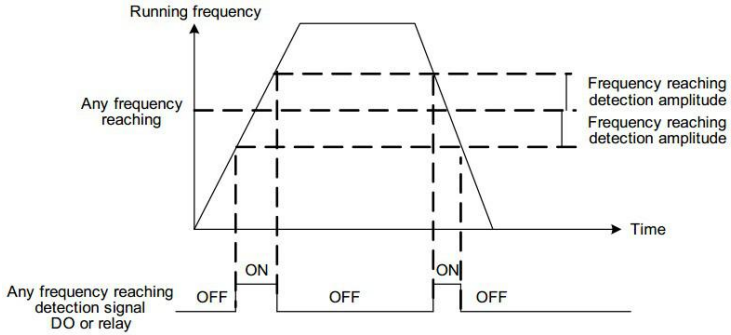 Running frequency
Any frequency
reaching
Frequency reaching
detection amplitude
Frequency reaching
detection amplitude
Time
ON
ON
Any frequency reaching
detection signal
DO or relay
OFF
OFF
OFF